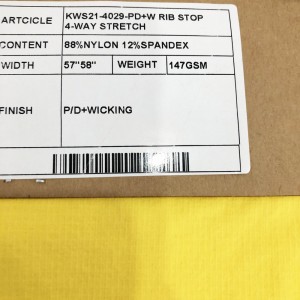 ARTCICLE KWS21-4029-PD+W RIB STOP
4-WAY STRETCH
CONTENT 88%NYLON 12%SPANDEX
WIDTH 57"58" WEIGHT 147GSM
FINISH P/D+WICKING